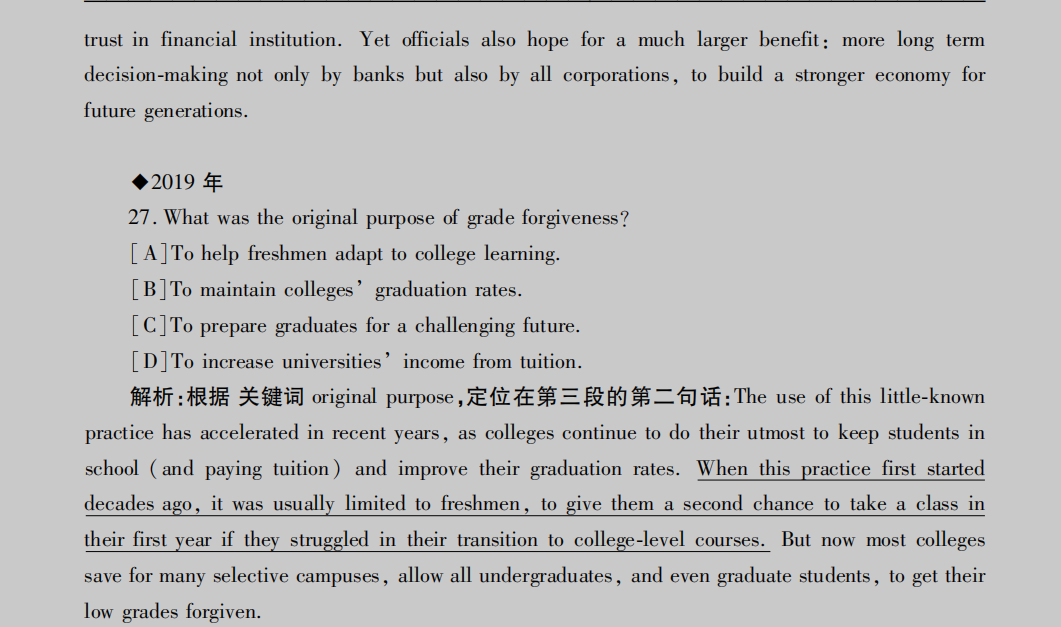 trust in financial institution. Yet officials also hope for a much larger benefit: more long term
decision-making not only by banks but also by all corporations, to build a stronger economy for
future generations.
◆2019 年
27. What was the original purpose of grade forgiveness?
[A]To help freshmen adapt to college learning.
[B]To maintain colleges’ graduation rates.
[C]To prepare graduates for a challenging future.
[D]To increase universities’ income from tuition.
解析:根据 关键词 original purpose,定位在第三段的第二句话:The use of this little-known
practice has accelerated in recent years, as colleges continue to do their utmost to keep students in
school (and paying tuition) and improve their graduation rates. When this practice first started
decades ago, it was usually limited to freshmen, to give them a second chance to take a class in
their first year if they struggled in their transition to college-level courses. But now most colleges
save for many selective campuses, allow all undergraduates, and even graduate students, to get their
low grades forgiven.